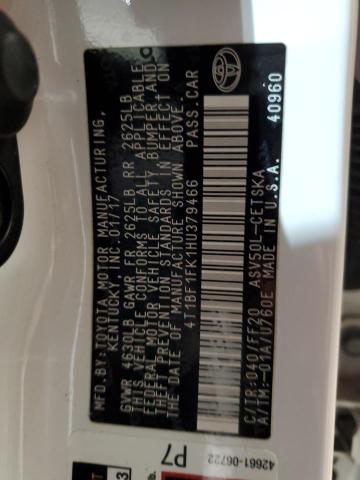 MFD.BY:TOYOTA MOTOR MANUFACTURING,
KENTUCKY, INC. 01/17
GVWR 4630LB GAWR FR 2625LB RR 2625LB
THIS VEHICLE CONFORMS TO ALL APPLICABLE
FEDERAL MOTOR VEHICLE SAFETY BUMPER, AND
THEFT PREVENTION STANDARDS IN EFFECT ON
THE DATE OF MANUFACTURE SHOWN ABOVE.
4T1BF1FK1HU379466 PASS.CAR
C/TR:040/FF20 ASV50L-CETSKA
A/TM:-01A/U760E MADE IN U.S.A. 40960
TOYOTA
42661-06722
P7